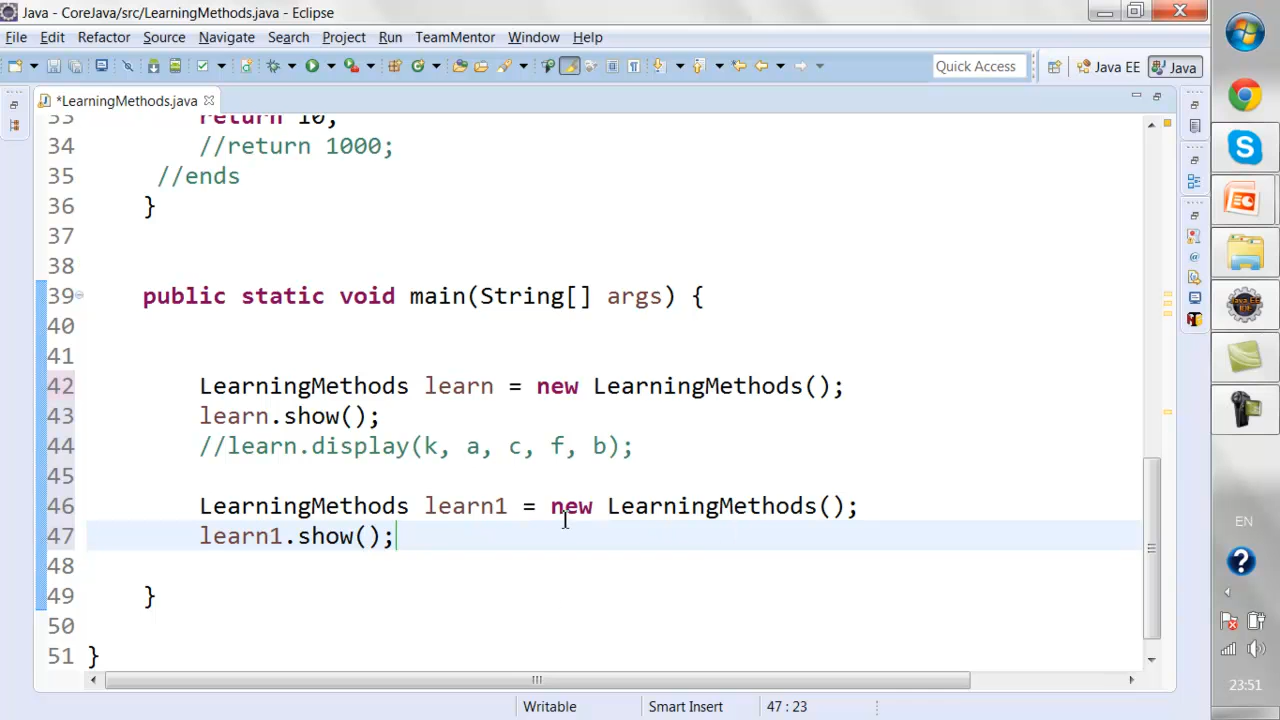 Java - CoreJava/src/LearningMethods.java - Eclipse
File Edit Refactor Source Navigate Search Project Run TeamMentor Window Help
Quick Access
Java EE
Java
*LearningMethods.java
33 return 10;
34 //return 1000;
35 //ends
36 }
37
38
39 public static void main(String[] args) {
40
41
42 LearningMethods learn = new LearningMethods();
43 learn.show();
44 //learn.display(k, a, c, f, b);
45
46 LearningMethods learn1 = new LearningMethods();
47 learn1.show();
48
49 }
50
51 }
Writable
Smart Insert
47 : 23
EN
23:51